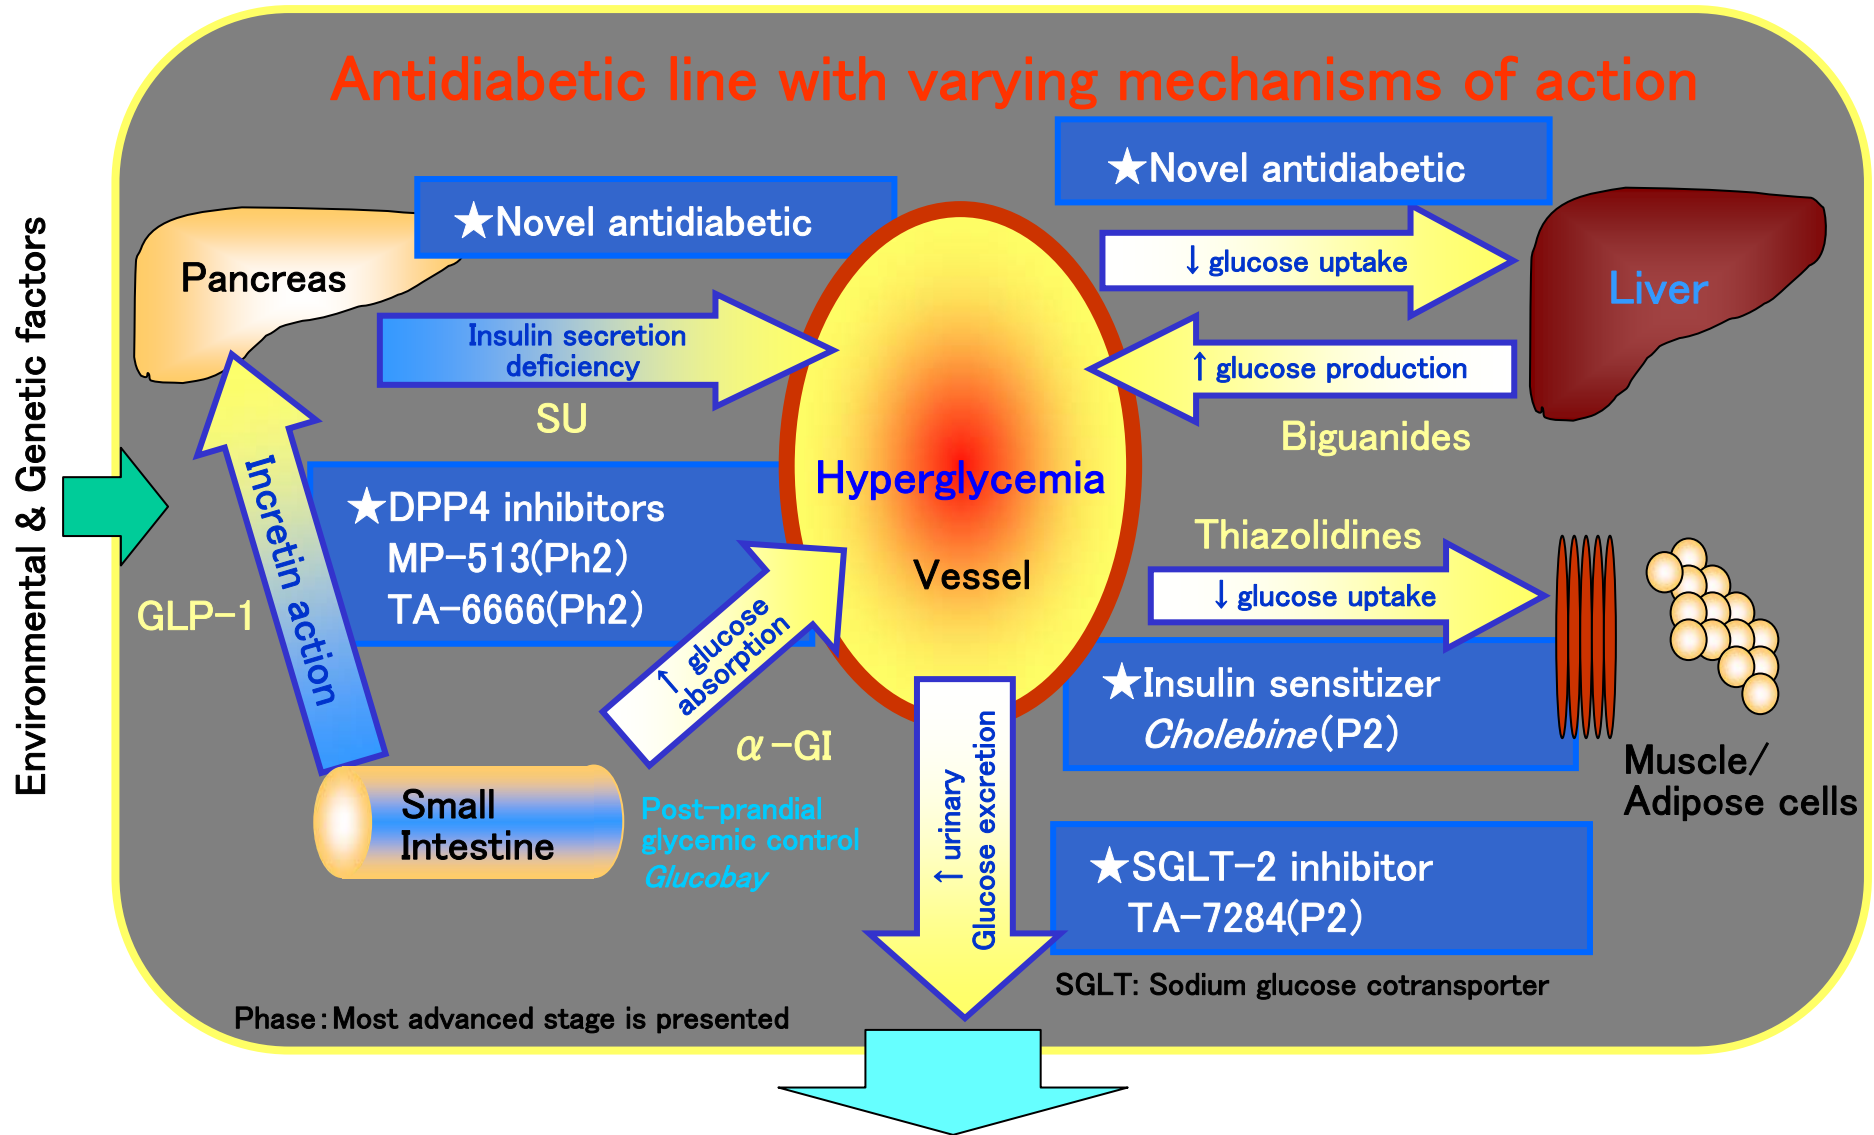 Antidiabetic line with varying mechanisms of action
Environmental & Genetic factors
★Novel antidiabetic
★Novel antidiabetic
Pancreas
↓glucose uptake
Liver
Insulin secretion
deficiency
↑glucose production
SU
Biguanides
Hyperglycemia
Vessel
Incretin action
GLP-1
★DPP4 inhibitors
MP-513(Ph2)
TA-6666(Ph2)
Thiazolidines
↓glucose uptake
↑ glucose
absorption
★Insulin sensitizer
Cholebine(P2)
Muscle/
Adipose cells
α-GI
Small
Intestine
Post-prandial
glycemic control
Glucobay
↑ urinary
Glucose excretion
★SGLT-2 inhibitor
TA-7284(P2)
SGLT: Sodium glucose cotransporter
Phase:Most advanced stage is presented